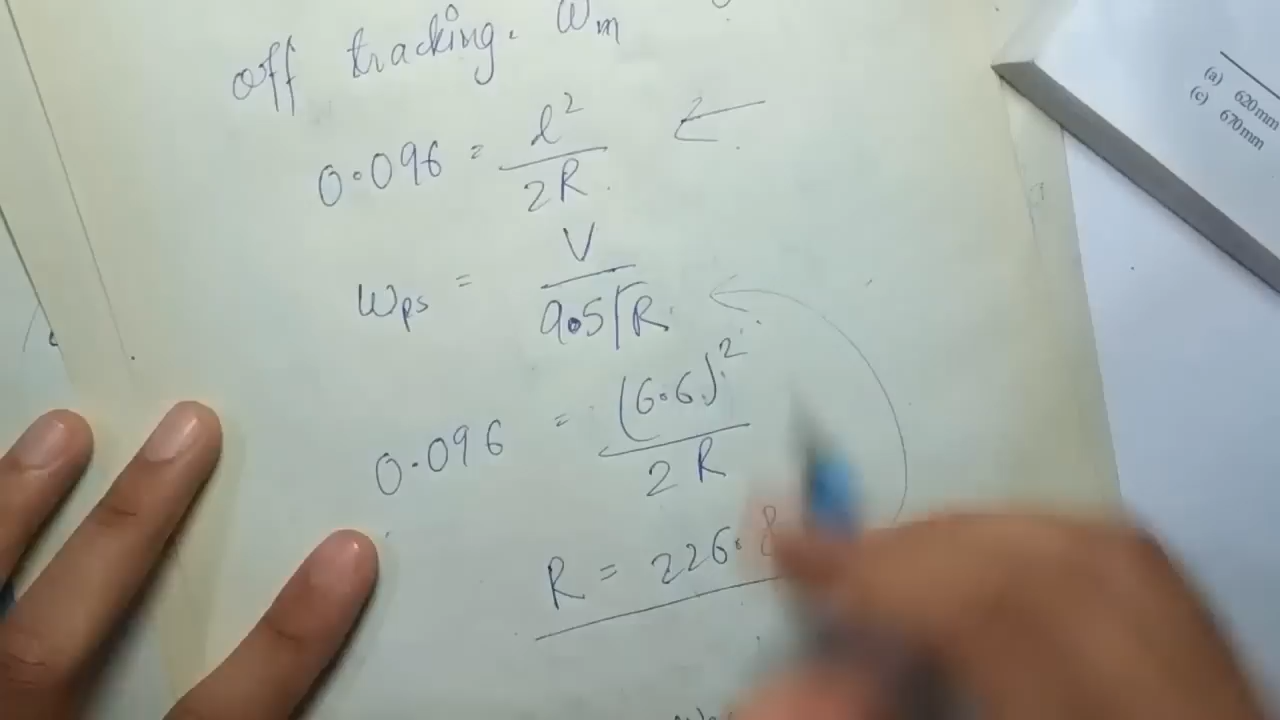 off tracking. Wm
0.096 = l²/2R
Wps = V/9.5√R
0.096 = (6.6)²/2R
R = 226.8
(a) 620mm
(c) 670mm